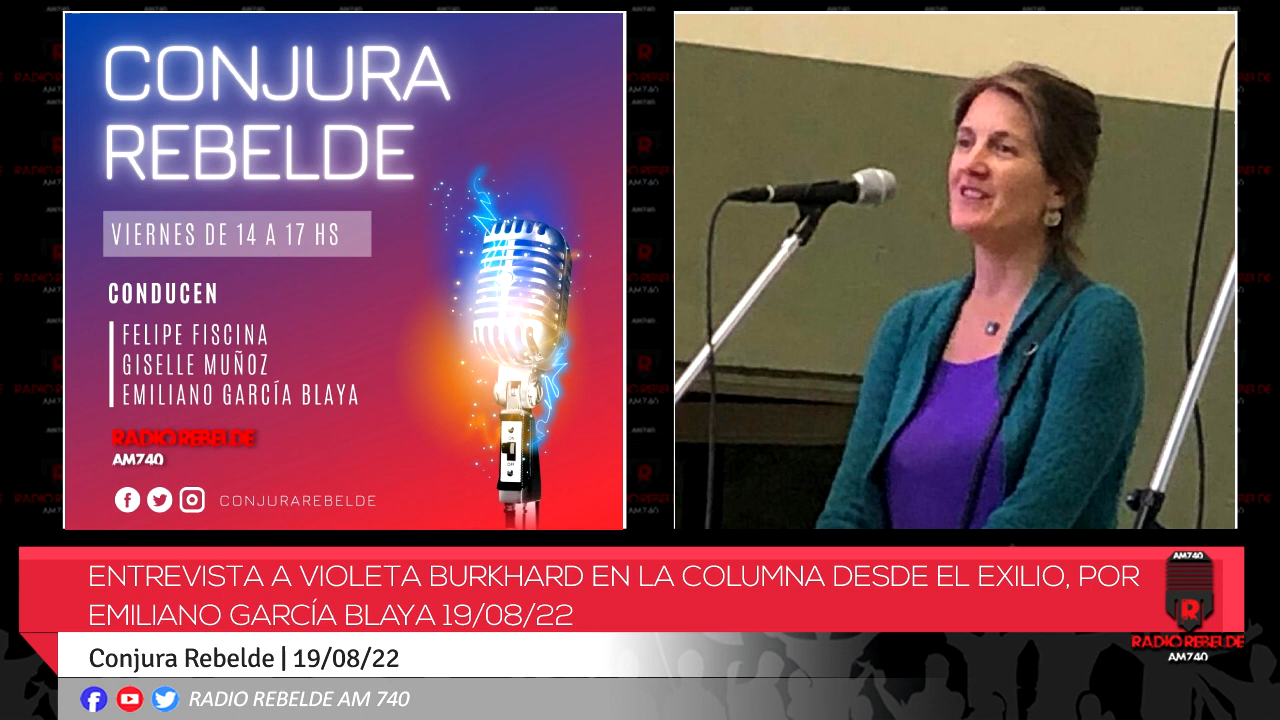 CONJURA
REBELDE
VIERNES DE 14 A 17 HS
CONDUCEN
FELIPE FISCINA
GISELLE MUÑOZ
EMILIANO GARCÍA BLAYA
RADIO REBELDE
AM740
CONJURAREBELDE
ENTREVISTA A VIOLETA BURKHARD EN LA COLUMNA DESDE EL EXILIO, POR
EMILIANO GARCÍA BLAYA 19/08/22
AM740
R
RADIO REBELDE
AM740
Conjura Rebelde | 19/08/22
RADIO REBELDE AM 740